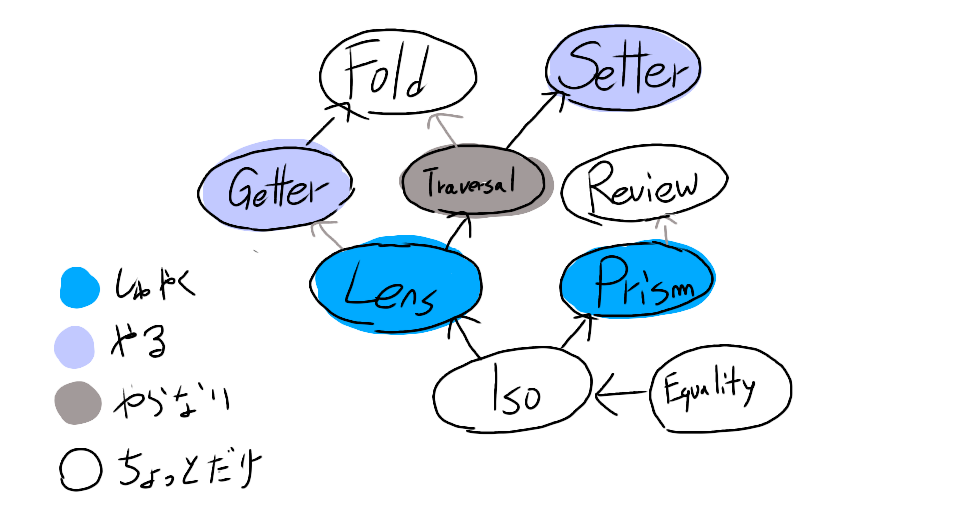 Fold
Setter
Getter
Traversal
Review
Lens
Prism
Iso
Equality
しゅやく
やる
やらない
ちょっとだけ